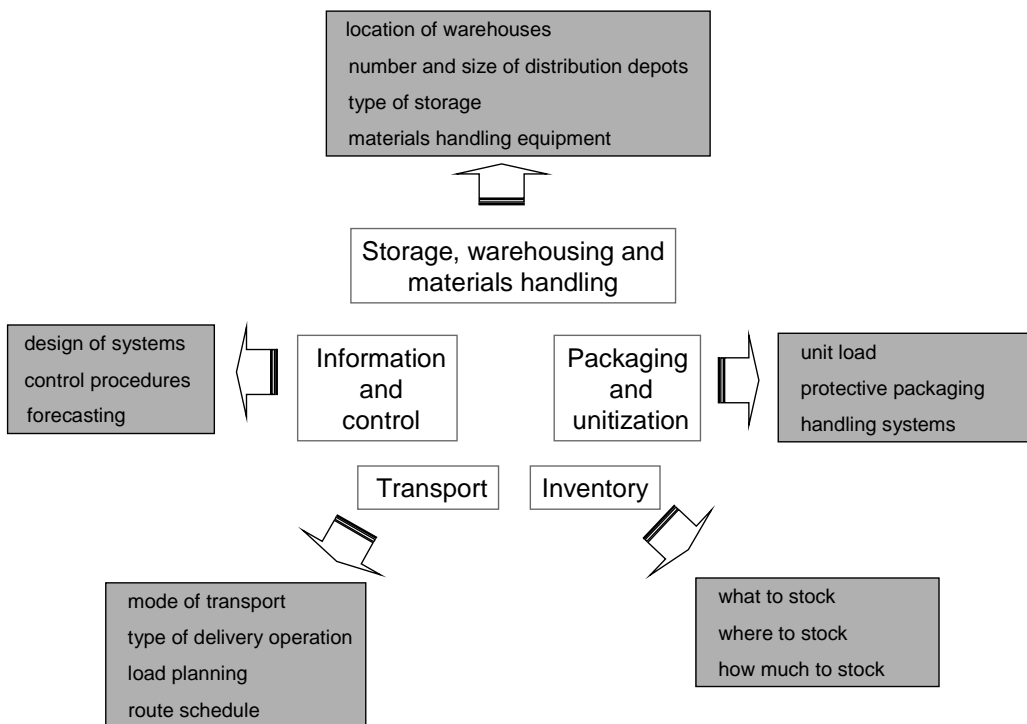 location of warehouses
number and size of distribution depots
type of storage
materials handling equipment
Storage, warehousing and
materials handling
design of systems
control procedures
forecasting
Information
and
control
Packaging
and
unitization
unit load
protective packaging
handling systems
Transport
Inventory
mode of transport
type of delivery operation
load planning
route schedule
what to stock
where to stock
how much to stock